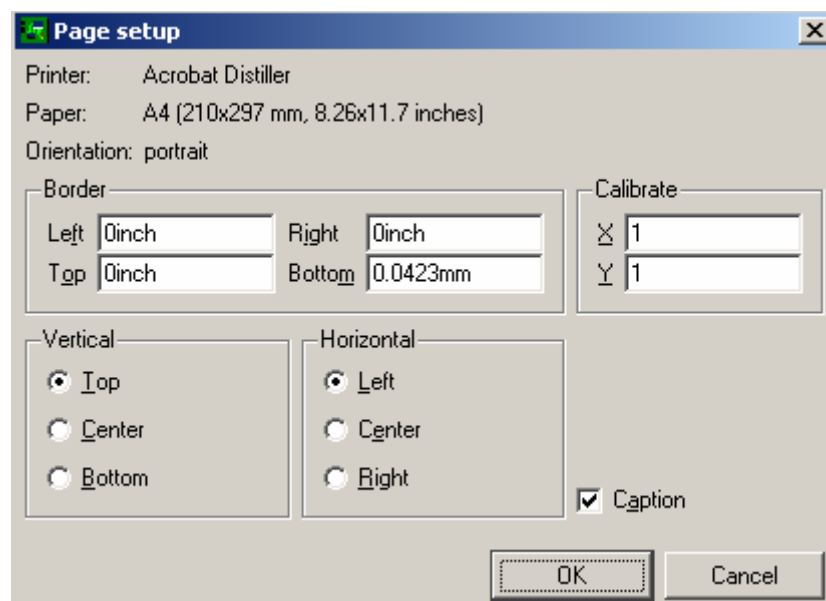 Page setup
Printer: Acrobat Distiller
Paper: A4 (210x297 mm, 8.26x11.7 inches)
Orientation: portrait
Border
Left 0inch Right 0inch
Top 0inch Bottom 0.0423mm
Calibrate
X 1
Y 1
Vertical
Top
Center
Bottom
Horizontal
Left
Center
Right
Caption
OK Cancel